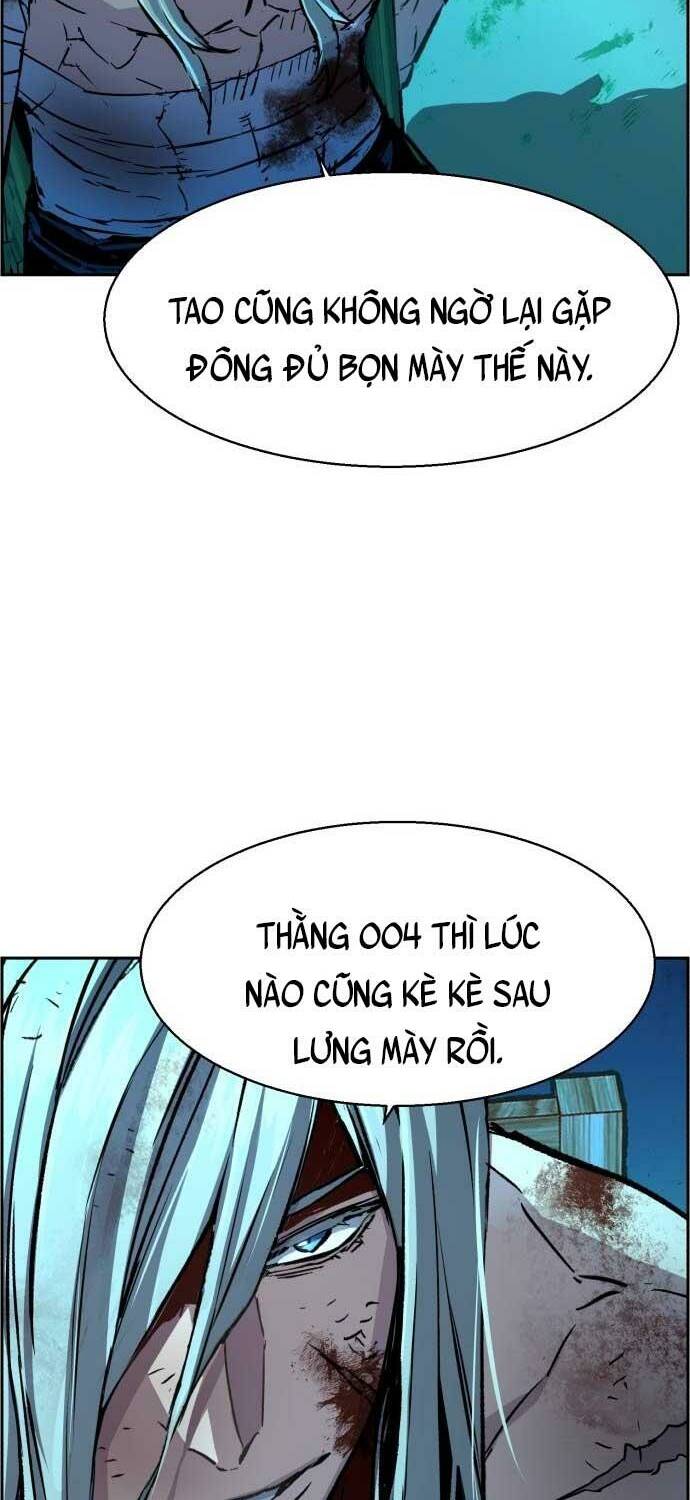 TAO CŨNG KHÔNG NGỜ LẠI GẶP
ĐÔNG ĐỦ BỌN MÀY THẾ NÀY.
THẰNG 004 THÌ LÚC
NÀO CŨNG KÈ KÈ SAU
LƯNG MÀY RỒI.